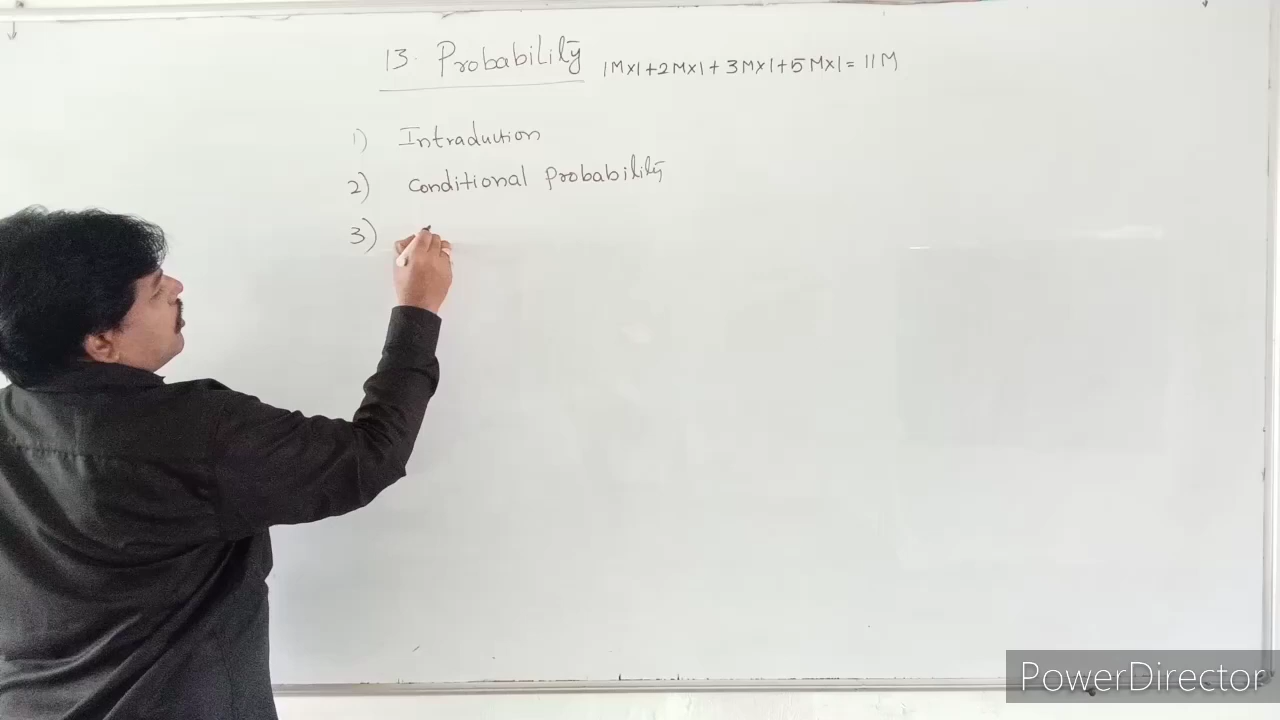 13. Probability 1M×1+2M×1+3M×1+5M×1=11M
1) Intraduction
2) Conditional Probability
3)
PowerDirector